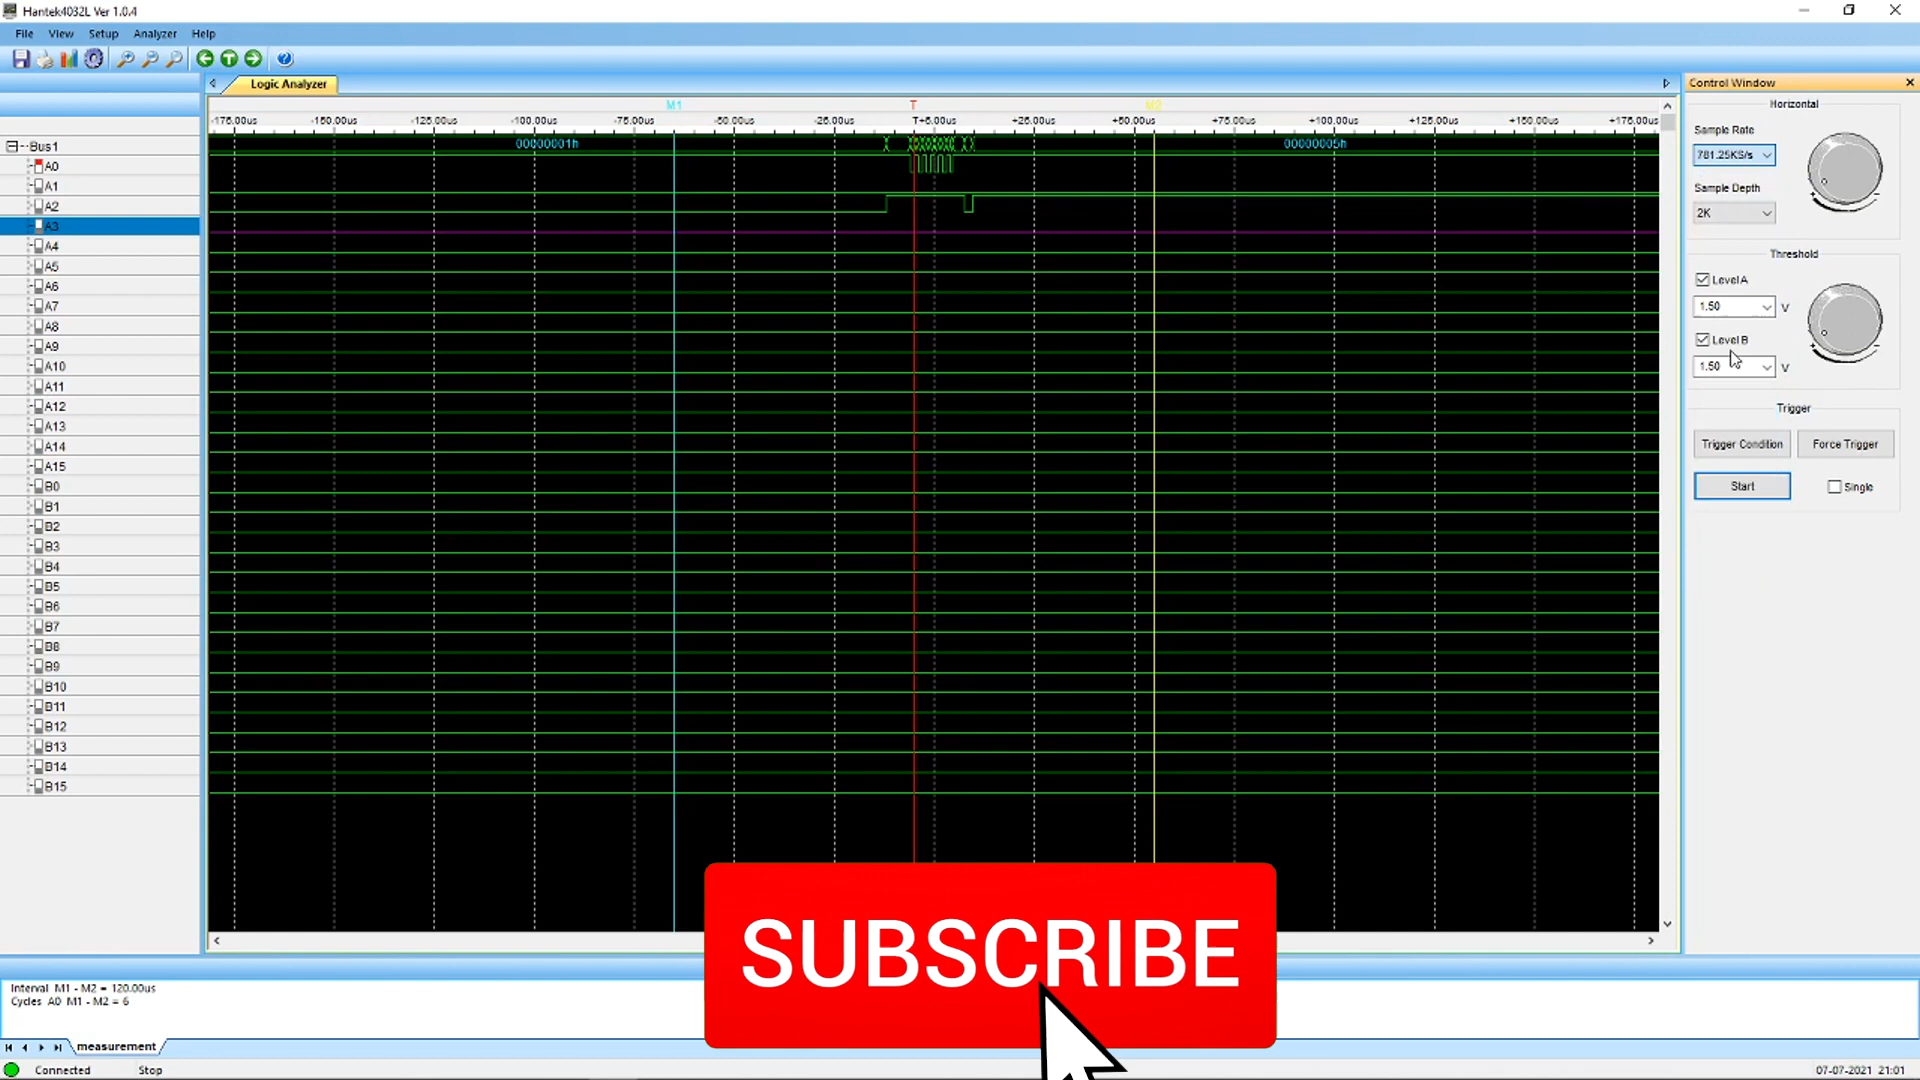 Hantek4032L Ver 1.0.4
File View Setup Analyzer Help
Logic Analyzer
Control Window
M1 T M2
-175.00us -150.00us -125.00us -100.00us -75.00us -50.00us -25.00us T+5.00us +25.00us +50.00us +75.00us +100.00us +125.00us +150.00us +175.00us
Bus1
00000001h 00000005h
A0
A1
A2
A3
A4
A5
A6
A7
A8
A9
A10
A11
A12
A13
A14
A15
B0
B1
B2
B3
B4
B5
B6
B7
B8
B9
B10
B11
B12
B13
B14
B15
Horizontal
Sample Rate
781.25KS/s
Sample Depth
2K
Threshold
Level A
1.50 V
Level B
1.50 V
Trigger
Trigger Condition Force Trigger
Start Single
SUBSCRIBE
Interval M1 - M2 = 120.00us
Cycles A0 M1 - M2 = 6
measurement
Connected Stop 07-07-2021 21:01